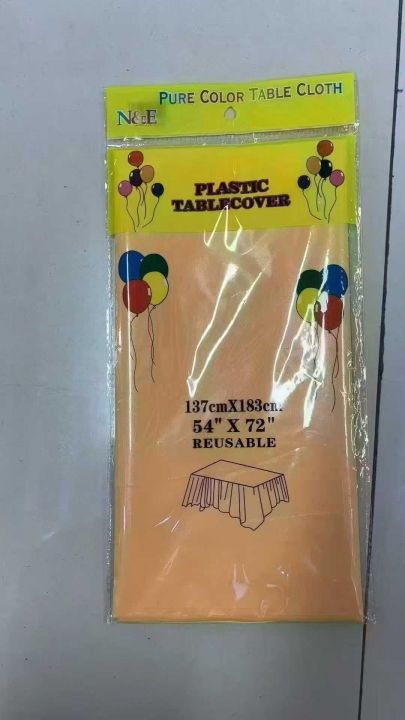 PURE COLOR TABLE CLOTH
N&E
PLASTIC
TABLECOVER
137cmX183cm
54" X 72"
REUSABLE